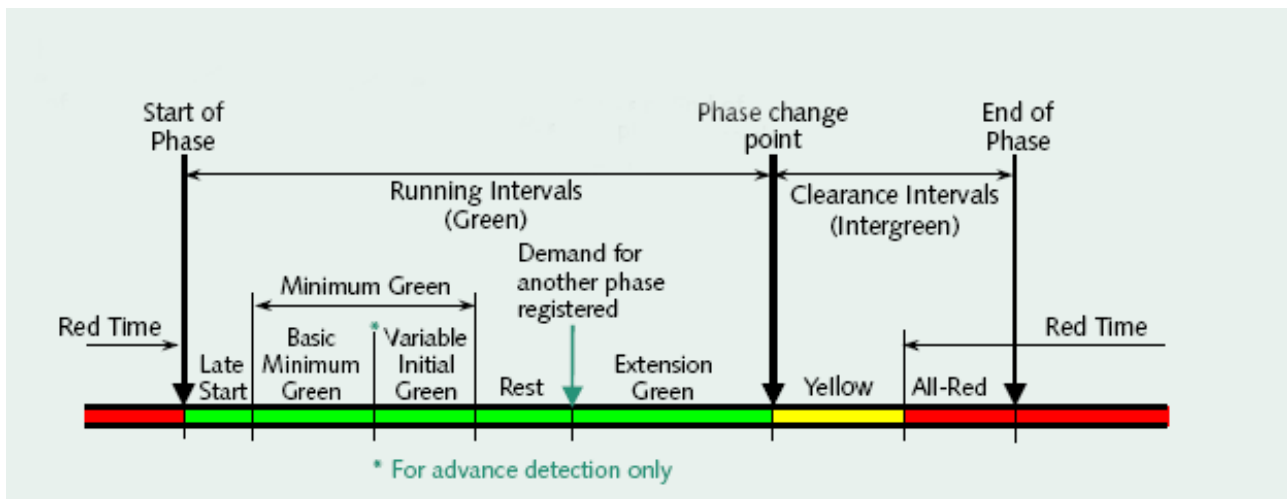 Start of
Phase
Phase change
point
End of
Phase
Running Intervals
(Green)
Clearance Intervals
(Intergreen)
Demand for
another phase
registered
Minimum Green
Red Time
Red Time
Late
Start
Basic
Minimum
Green
*
Variable
Initial
Green
Rest
Extension
Green
Yellow
All-Red
* For advance detection only